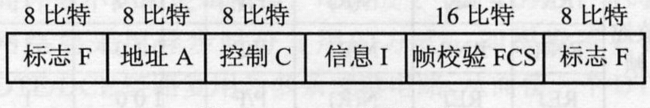 8 比特 8 比特 8 比特 16 比特 8 比特
标志 F 地址 A 控制 C 信息 I 帧校验 FCS 标志 F